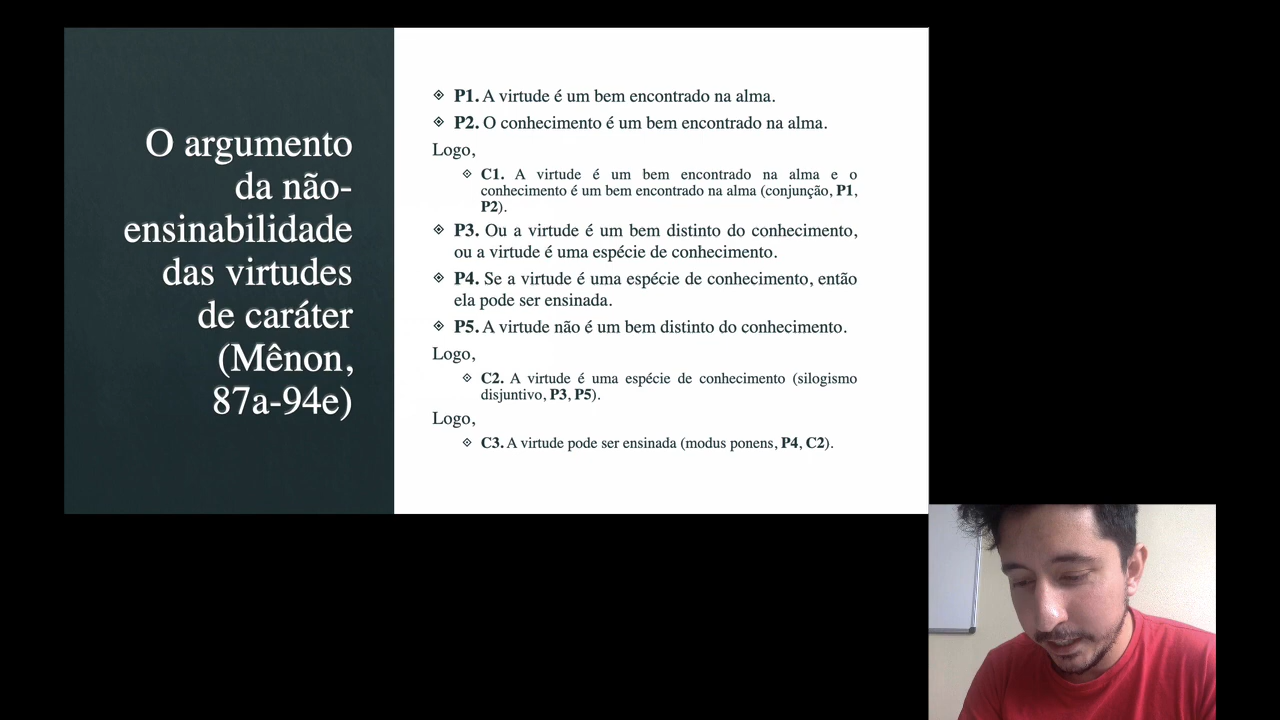 O argumento
da não-
ensinabilidade
das virtudes
de caráter
(Mênon,
87a-94e)
P1. A virtude é um bem encontrado na alma.
P2. O conhecimento é um bem encontrado na alma.
Logo,
C1. A virtude é um bem encontrado na alma e o
conhecimento é um bem encontrado na alma (conjunção, P1,
P2).
P3. Ou a virtude é um bem distinto do conhecimento,
ou a virtude é uma espécie de conhecimento.
P4. Se a virtude é uma espécie de conhecimento, então
ela pode ser ensinada.
P5. A virtude não é um bem distinto do conhecimento.
Logo,
C2. A virtude é uma espécie de conhecimento (silogismo
disjuntivo, P3, P5).
Logo,
C3. A virtude pode ser ensinada (modus ponens, P4, C2).